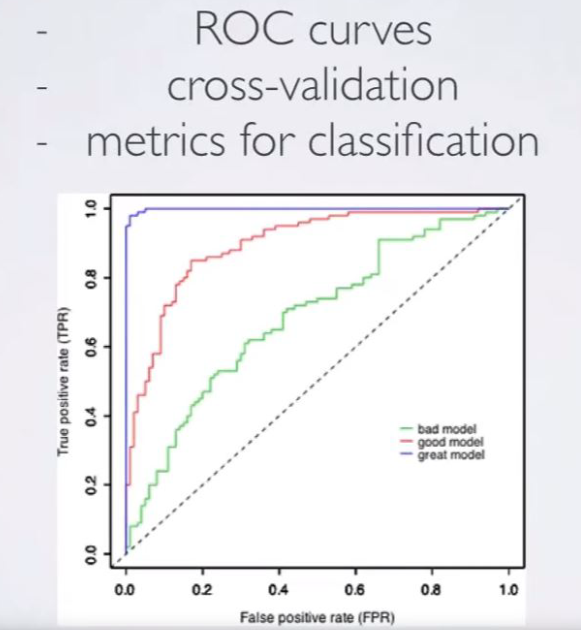 - ROC curves
- cross-validation
- metrics for classification
1.0
0.8
0.6
0.4
0.2
0.0
True positive rate (TPR)
bad model
good model
great model
0.0 0.2 0.4 0.6 0.8 1.0
False positive rate (FPR)